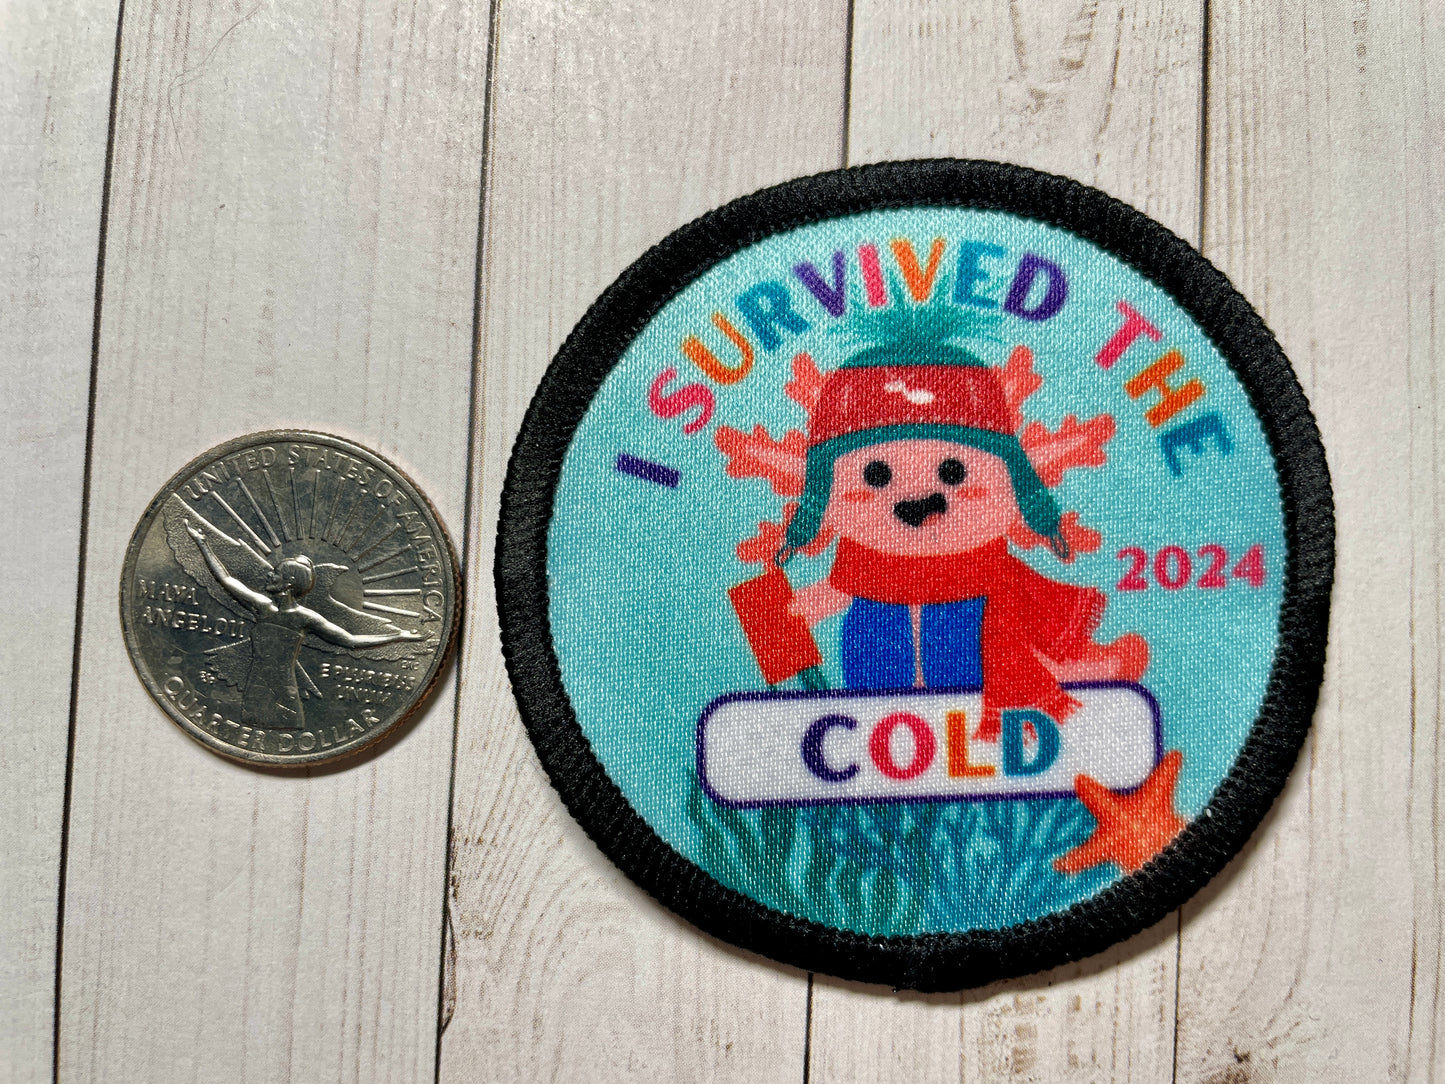 UNITED STATES OF AMERICA
MAYA
ANGELOU
E PLURIBUS
UNUM
QUARTER DOLLAR
I SURVIVED THE
2024
COLD